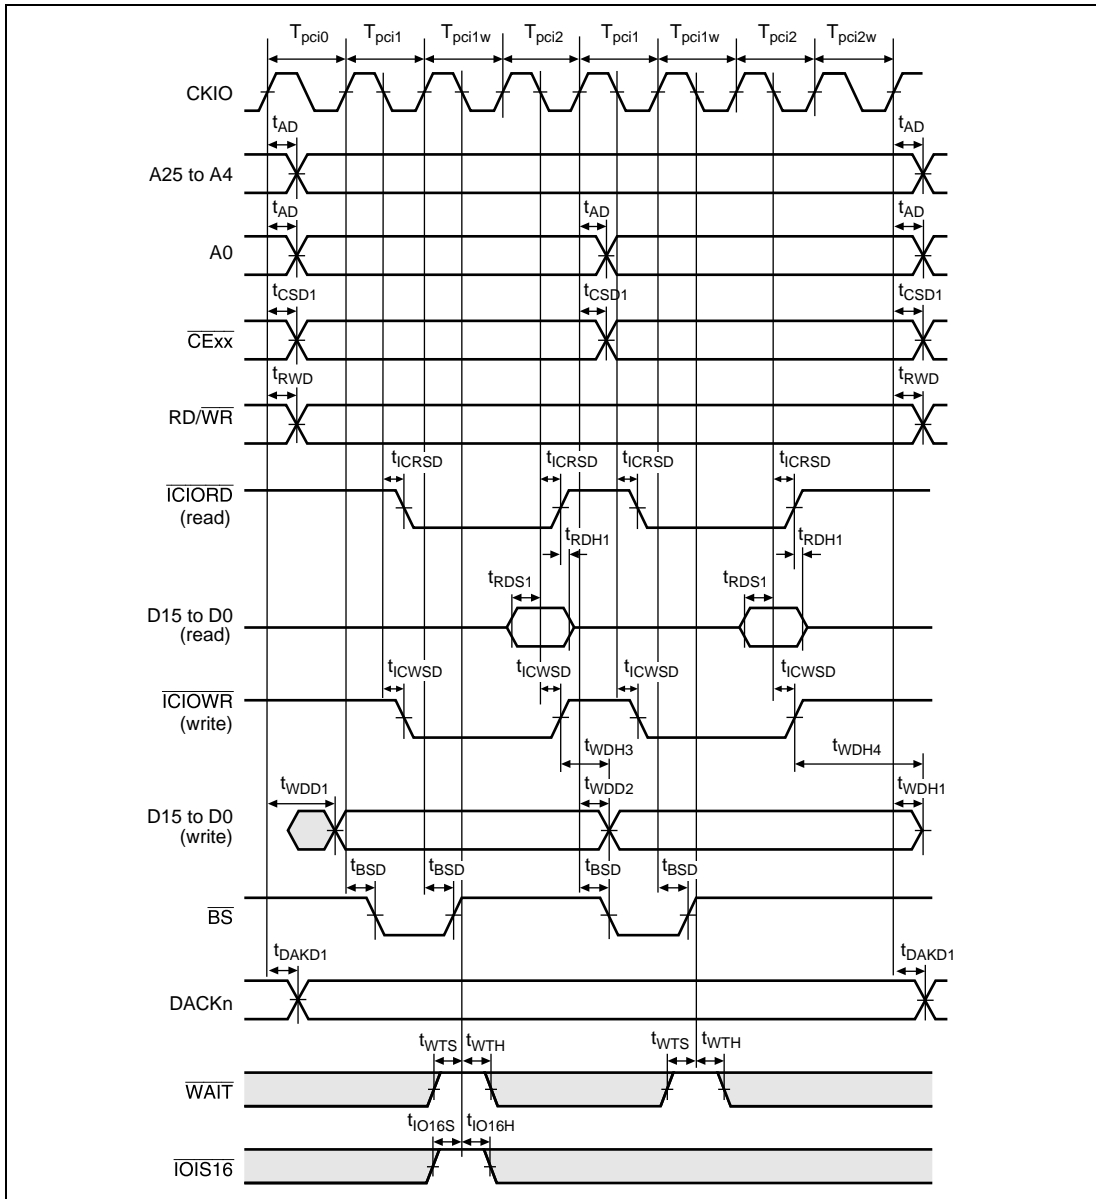 Tpci0 Tpci1 Tpci1w Tpci2 Tpci1 Tpci1w Tpci2 Tpci2w
CKIO
tAD tAD
A25 to A4
tAD tAD tAD
A0
tCSD1 tCSD1 tCSD1
CExx
tRWD tRWD
RD/WR
tICRSD tICRSD tICRSD tICRSD
ICIORD
(read)
tRDH1 tRDH1
tRDS1 tRDS1
D15 to D0
(read)
tICWSD tICWSD tICWSD tICWSD
ICIOWR
(write)
tWDH3 tWDH4
tWDD1 tWDD2 tWDH1
D15 to D0
(write)
tBSD tBSD tBSD tBSD
BS
tDAKD1 tDAKD1
DACKn
tWTS tWTH tWTS tWTH
WAIT
tIO16S tIO16H
IOIS16